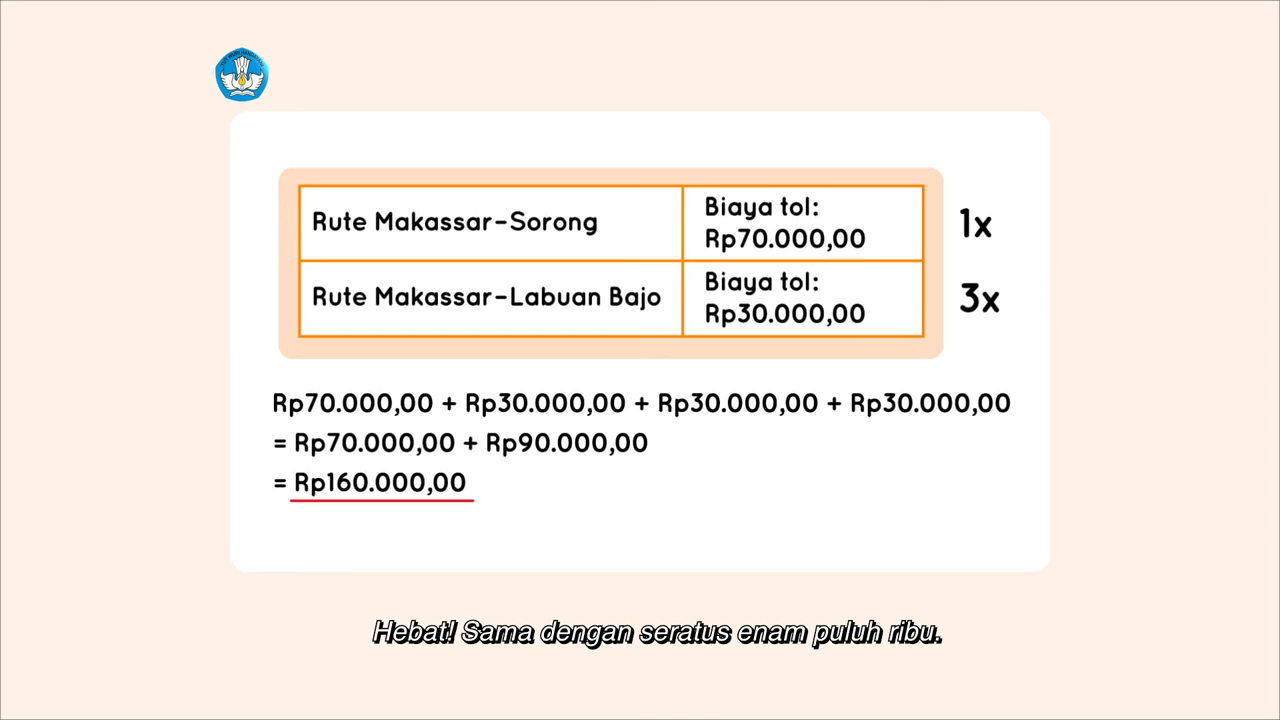 Rute Makassar-Sorong
Biaya tol:
Rp70.000,00
1x
Rute Makassar-Labuan Bajo
Biaya tol:
Rp30.000,00
3x
Rp70.000,00 + Rp30.000,00 + Rp30.000,00 + Rp30.000,00
= Rp70.000,00 + Rp90.000,00
= Rp160.000,00
Hebat! Sama dengan seratus enam puluh ribu.